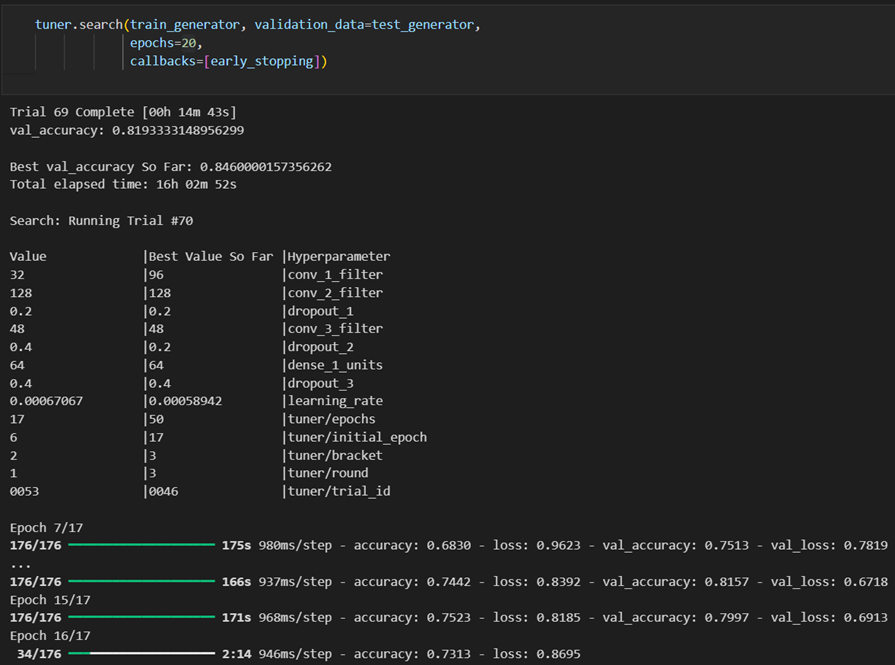 tuner.search(train_generator, validation_data=test_generator,
epochs=20,
callbacks=[early_stopping])
Trial 69 Complete [00h 14m 43s]
val_accuracy: 0.8193333148956299
Best val_accuracy So Far: 0.8460000157356262
Total elapsed time: 16h 02m 52s
Search: Running Trial #70
Value |Best Value So Far |Hyperparameter
32 |96 |conv_1_filter
128 |128 |conv_2_filter
0.2 |0.2 |dropout_1
48 |48 |conv_3_filter
0.4 |0.2 |dropout_2
64 |64 |dense_1_units
0.4 |0.4 |dropout_3
0.00067067 |0.00058942 |learning_rate
17 |50 |tuner/epochs
6 |17 |tuner/initial_epoch
2 |3 |tuner/bracket
1 |3 |tuner/round
0053 |0046 |tuner/trial_id
Epoch 7/17
176/176 175s 980ms/step - accuracy: 0.6830 - loss: 0.9623 - val_accuracy: 0.7513 - val_loss: 0.7819
...
176/176 166s 937ms/step - accuracy: 0.7442 - loss: 0.8392 - val_accuracy: 0.8157 - val_loss: 0.6718
Epoch 15/17
176/176 171s 968ms/step - accuracy: 0.7523 - loss: 0.8185 - val_accuracy: 0.7997 - val_loss: 0.6913
Epoch 16/17
34/176 2:14 946ms/step - accuracy: 0.7313 - loss: 0.8695